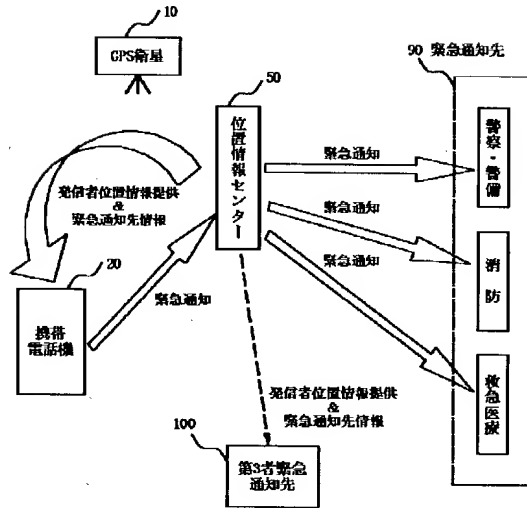 10
GPS衛星
50
位置情報センター
90 緊急通知先
緊急通知
警察・警備
発信者位置情報提供
&
緊急通知先情報
緊急通知
消防
緊急通知
20
携帯
電話機
緊急通知
救急医療
発信者位置情報提供
&
緊急通知先情報
100
第3者緊急
通知先